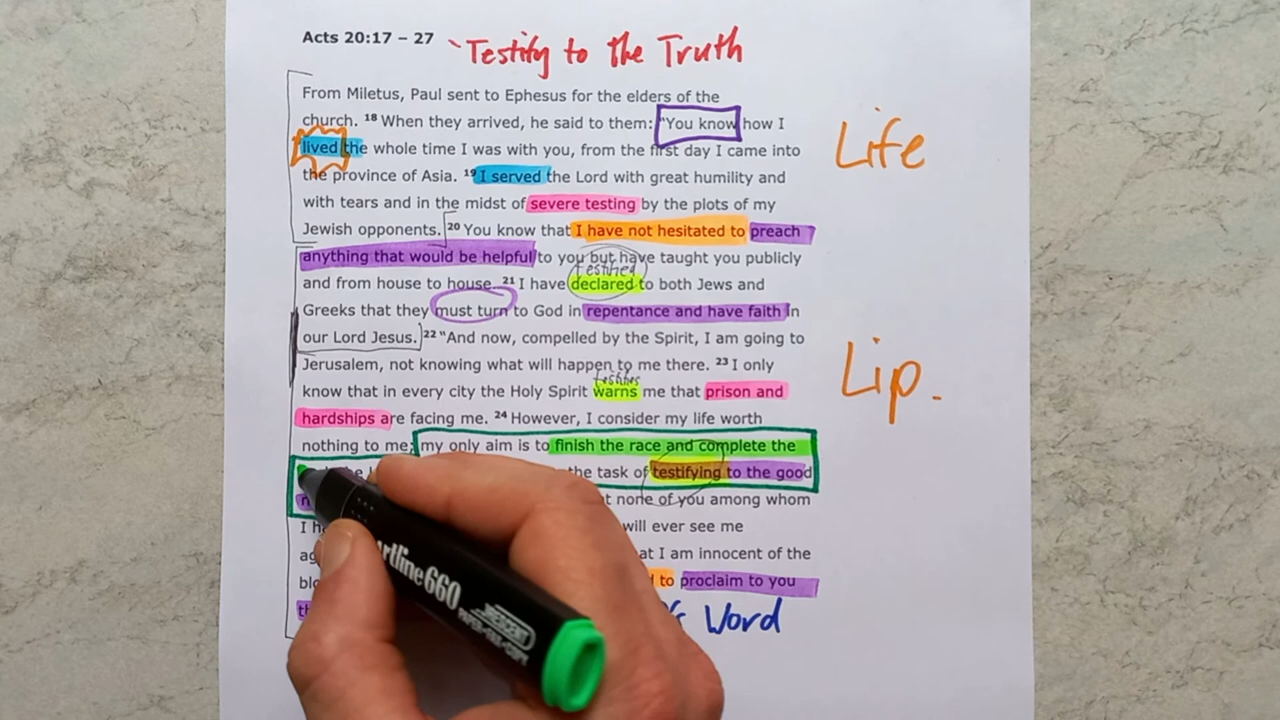 Acts 20:17 – 27
Testify to the Truth
From Miletus, Paul sent to Ephesus for the elders of the
church. 18 When they arrived, he said to them: "You know how I
lived the whole time I was with you, from the first day I came into
the province of Asia. 19 I served the Lord with great humility and
with tears and in the midst of severe testing by the plots of my
Jewish opponents. 20 You know that I have not hesitated to preach
anything that would be helpful to you but have taught you publicly
testified
and from house to house. 21 I have declared to both Jews and
Greeks that they must turn to God in repentance and have faith in
our Lord Jesus. 22 "And now, compelled by the Spirit, I am going to
Jerusalem, not knowing what will happen to me there. 23 I only
testifies
know that in every city the Holy Spirit warns me that prison and
hardships are facing me. 24 However, I consider my life worth
nothing to me; my only aim is to finish the race and complete the
the task of testifying to the good
none of you among whom
I will ever see me
at I am innocent of the
to proclaim to you
Word
Life
Lip.
artline 660